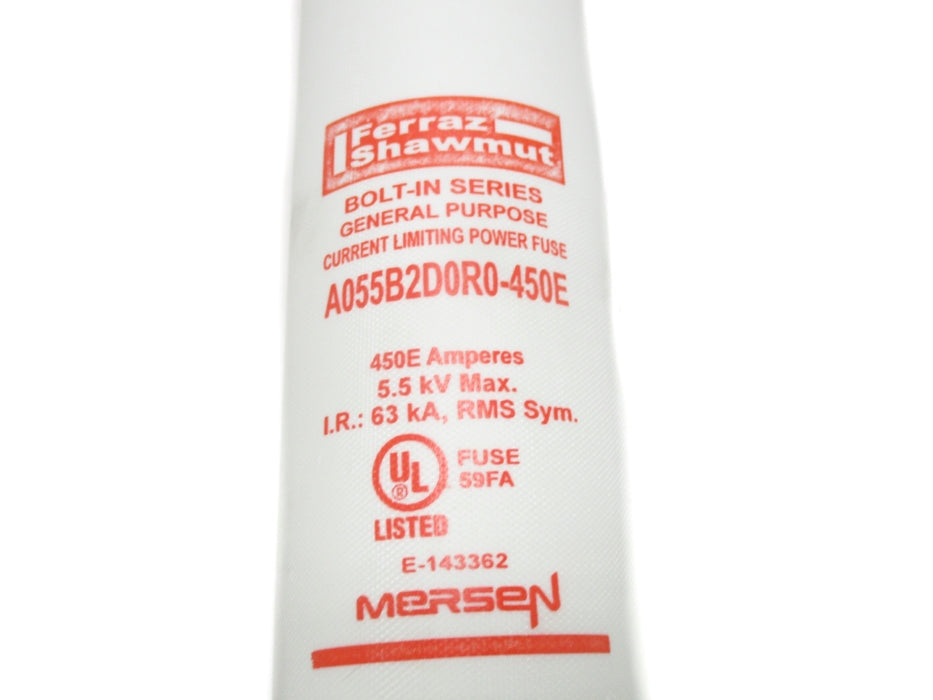 Ferraz
Shawmut
BOLT-IN SERIES
GENERAL PURPOSE
CURRENT LIMITING POWER FUSE
A055B2D0R0-450E
450E Amperes
5.5 kV Max.
I.R.: 63 kA, RMS Sym.
UL ® FUSE
59FA
LISTED
E-143362
MERSEN